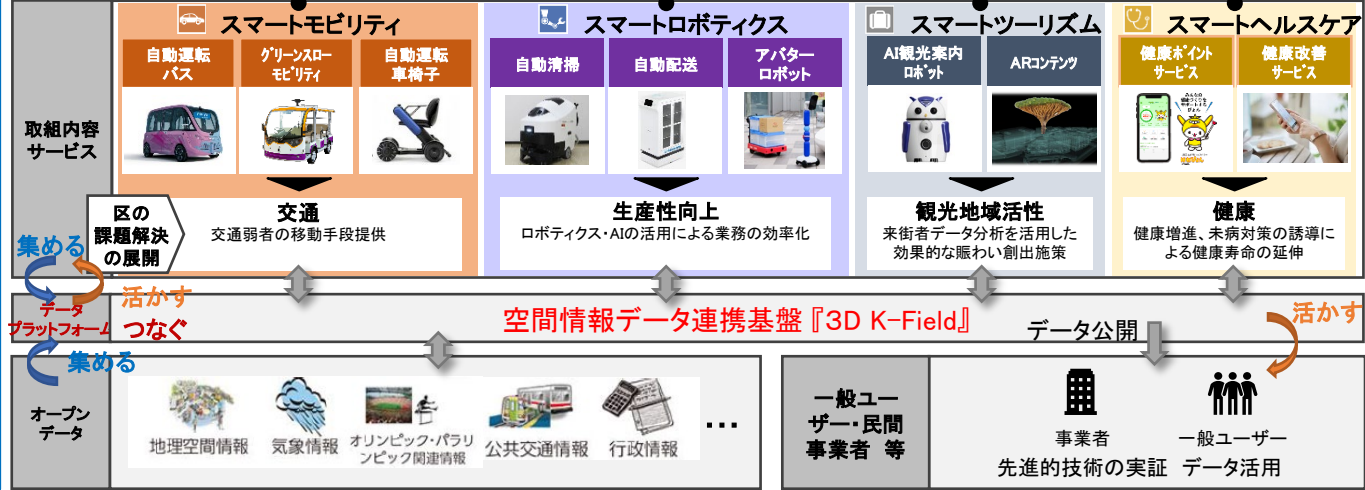 スマートモビリティ
スマートロボティクス
スマートツーリズム
スマートヘルスケア
取組内容
サービス
自動運転
バス
グリーンスロー
モビリティ
自動運転
車椅子
自動清掃
自動配送
アバター
ロボット
AI観光案内
ロボット
ARコンテンツ
健康ポイント
サービス
健康改善
サービス
区の
課題解決
の展開
交通
交通弱者の移動手段提供
生産性向上
ロボティクス・AIの活用による業務の効率化
観光地域活性
来街者データ分析を活用した
効果的な賑わい創出施策
健康
健康増進、未病対策の誘導に
よる健康寿命の延伸
集める
活かす
データ
プラットフォーム
つなぐ
空間情報データ連携基盤『3D K-Field』
データ公開
活かす
集める
オープン
データ
地理空間情報
気象情報
オリンピック・パラリ
ンピック関連情報
公共交通情報
行政情報
…
一般ユー
ザー・民間
事業者 等
事業者
一般ユーザー
先進的技術の実証 データ活用